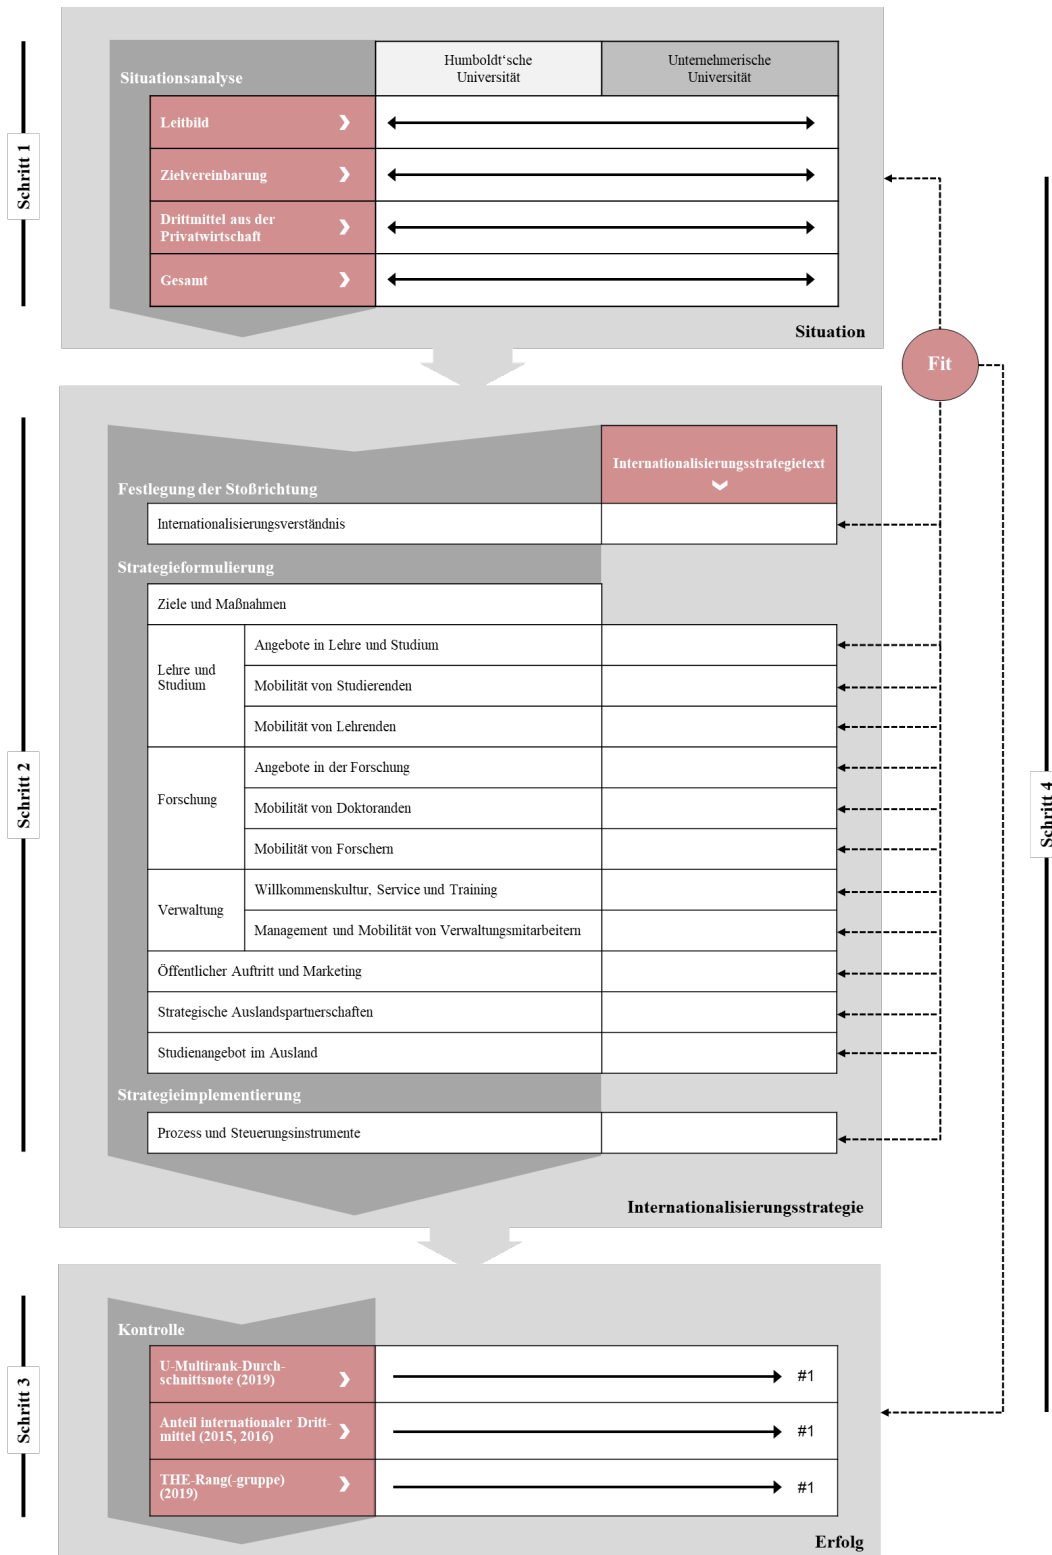 Schritt 1
Situationsanalyse
Humboldt‘sche
Universität
Unternehmerische
Universität
Leitbild
Zielvereinbarung
Drittmittel aus der
Privatwirtschaft
Gesamt
Situation
Fit
Schritt 4
Schritt 2
Internationalisierungsstrategietext
Festlegung der Stoßrichtung
Internationalisierungsverständnis
Strategieformulierung
Ziele und Maßnahmen
Lehre und
Studium
Angebote in Lehre und Studium
Mobilität von Studierenden
Mobilität von Lehrenden
Forschung
Angebote in der Forschung
Mobilität von Doktoranden
Mobilität von Forschern
Verwaltung
Willkommenskultur, Service und Training
Management und Mobilität von Verwaltungsmitarbeitern
Öffentlicher Auftritt und Marketing
Strategische Auslandspartnerschaften
Studienangebot im Ausland
Strategieimplementierung
Prozess und Steuerungsinstrumente
Internationalisierungsstrategie
Schritt 3
Kontrolle
U-Multirank-Durch-
schnittsnote (2019)
#1
Anteil internationaler Dritt-
mittel (2015, 2016)
#1
THE-Rang(-gruppe)
(2019)
#1
Erfolg